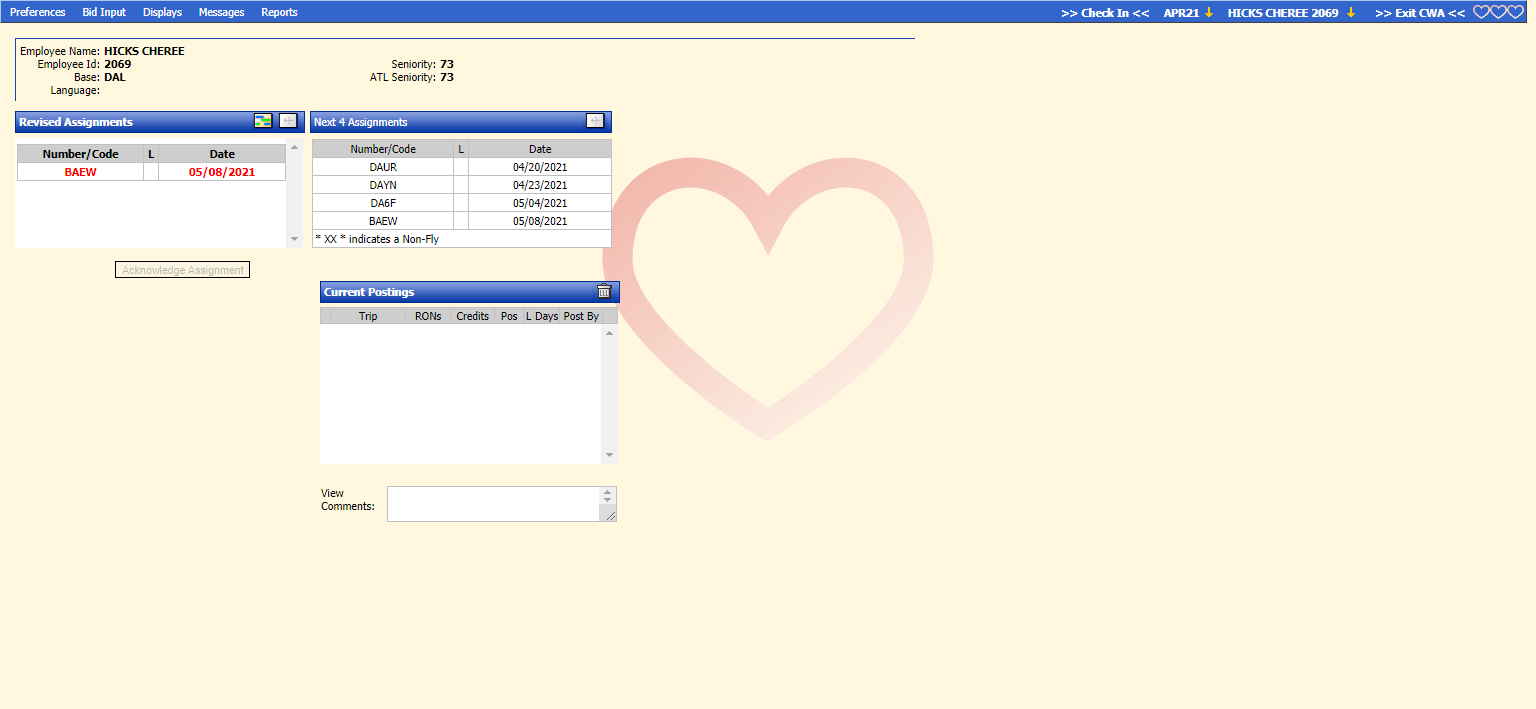 Preferences Bid Input Displays Messages Reports >> Check In << APR21 HICKS CHEREE 2069 >> Exit CWA <<
Employee Name: HICKS CHEREE
Employee Id: 2069 Seniority: 73
Base: DAL ATL Seniority: 73
Language:
Revised Assignments
Number/Code L Date
BAEW 05/08/2021
Acknowledge Assignment
Next 4 Assignments
Number/Code L Date
DAUR 04/20/2021
DAYN 04/23/2021
DA6F 05/04/2021
BAEW 05/08/2021
* XX * indicates a Non-Fly
Current Postings
Trip RONs Credits Pos L Days Post By
View
Comments: